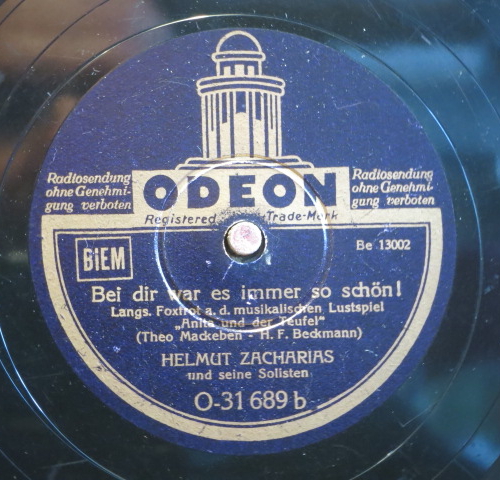 Radiosendung
ohne Genehmi-
gung verboten
ODEON
Radiosendung
ohne Genehmi-
gung verboten
Registered Trade-Mark
BIEM
Be 13002
Bei dir war es immer so schön!
Langs. Foxtrot a. d. musikalischen Lustspiel
„Anita und der Teufel"
(Theo Mackeben - H. F. Beckmann)
HELMUT ZACHARIAS
und seine Solisten
O-31 689 b